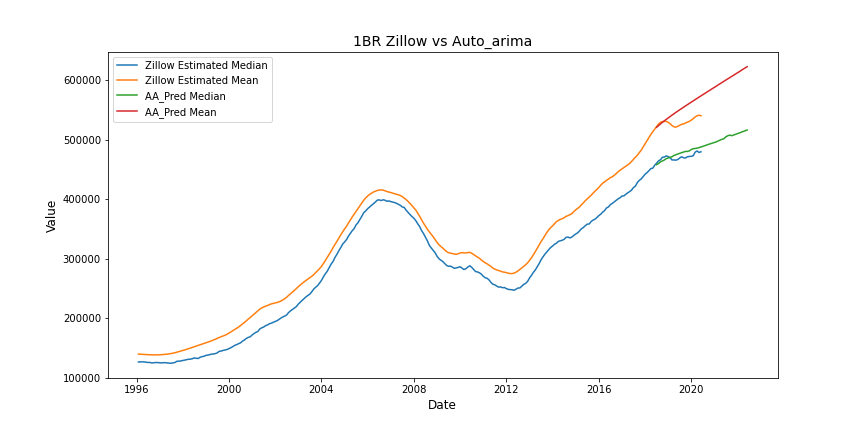 1BR Zillow vs Auto_arima
Zillow Estimated Median
Zillow Estimated Mean
AA_Pred Median
AA_Pred Mean
600000
500000
400000
300000
200000
100000
Value
1996 2000 2004 2008 2012 2016 2020
Date